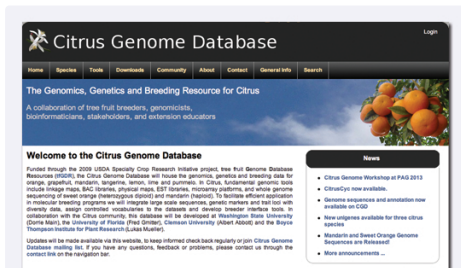 Login
Citrus Genome Database
Home Species Tools Downloads Community About Contact General Info Search
The Genomics, Genetics and Breeding Resource for Citrus
A collaboration of tree fruit breeders, genomicists,
bioinformaticians, stakeholders, and extension educators
Welcome to the Citrus Genome Database
Funded through the 2009 USDA Specialty Crop Research Initiative project, tree fruit Genome Database
Resources (tfGDR), the Citrus Genome Database will house the genomics, genetics and breeding data for
orange, grapefruit, mandarin, tangerine, lemon, lime and pummelo. In Citrus, fundamental genomic tools
include linkage maps, BAC libraries, physical maps, EST libraries, microarray platforms, and whole genome
sequencing of sweet orange (heterozygous diploid) and mandarin (haploid). To facilitate efficient application
in molecular breeding programs we will integrate large scale sequences, genetic markers and trait loci with
diversity data, assign controlled vocabularies to the datasets and develop breeder interface tools. In
collaboration with the Citrus community, this database will be developed at Washington State University
(Dorrie Main), the University of Florida (Fred Gmitter), Clemson University (Albert Abbott) and the Boyce
Thompson Institute for Plant Research (Lukas Mueller).
Updates will be made available via this website, to keep informed check back regularly or join Citrus Genome
Database mailing list. If you have any questions, feedback or problems, please contact us through the
contact link on the navigation bar.
News
• Citrus Genome Workshop at PAG 2013
• CitrusCyc now available.
• Genome sequences and annotation now
available on CGD
• New unigenes available for three citrus
species
• Mandarin and Sweet Orange Genome
Sequences are Released!
• More announcements ...